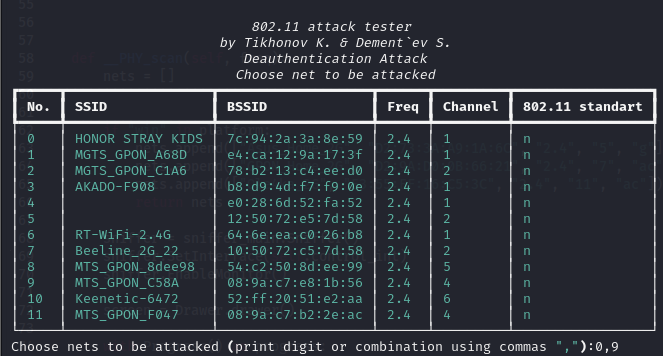 802.11 attack tester
by Tikhonov K. & Dement`ev S.
Deauthentication Attack
Choose net to be attacked
No. SSID BSSID Freq Channel 802.11 standart
0 HONOR STRAY KIDS 7c:94:2a:3a:8e:59 2.4 1 n
1 MGTS_GPON_A68D e4:ca:12:9a:17:3f 2.4 1 n
2 MGTS_GPON_C1A6 78:b2:13:c4:ee:d0 2.4 2 n
3 AKADO-F908 b8:d9:4d:f7:f9:0e 2.4 1 n
4 e0:28:6d:52:fa:52 2.4 1 n
5 12:50:72:e5:7d:58 2.4 2 n
6 RT-WiFi-2.4G 64:6e:ea:c0:26:b8 2.4 1 n
7 Beeline_2G_22 10:50:72:c5:7d:58 2.4 2 n
8 MTS_GPON_8dee98 54:c2:50:8d:ee:99 2.4 5 n
9 MTS_GPON_C58A 08:9a:c7:e8:1b:56 2.4 4 n
10 Keenetic-6472 52:ff:20:51:e2:aa 2.4 6 n
11 MTS_GPON_F047 08:9a:c7:b2:2e:ac 2.4 4 n
Choose nets to be attacked (print digit or combination using commas ","):0,9